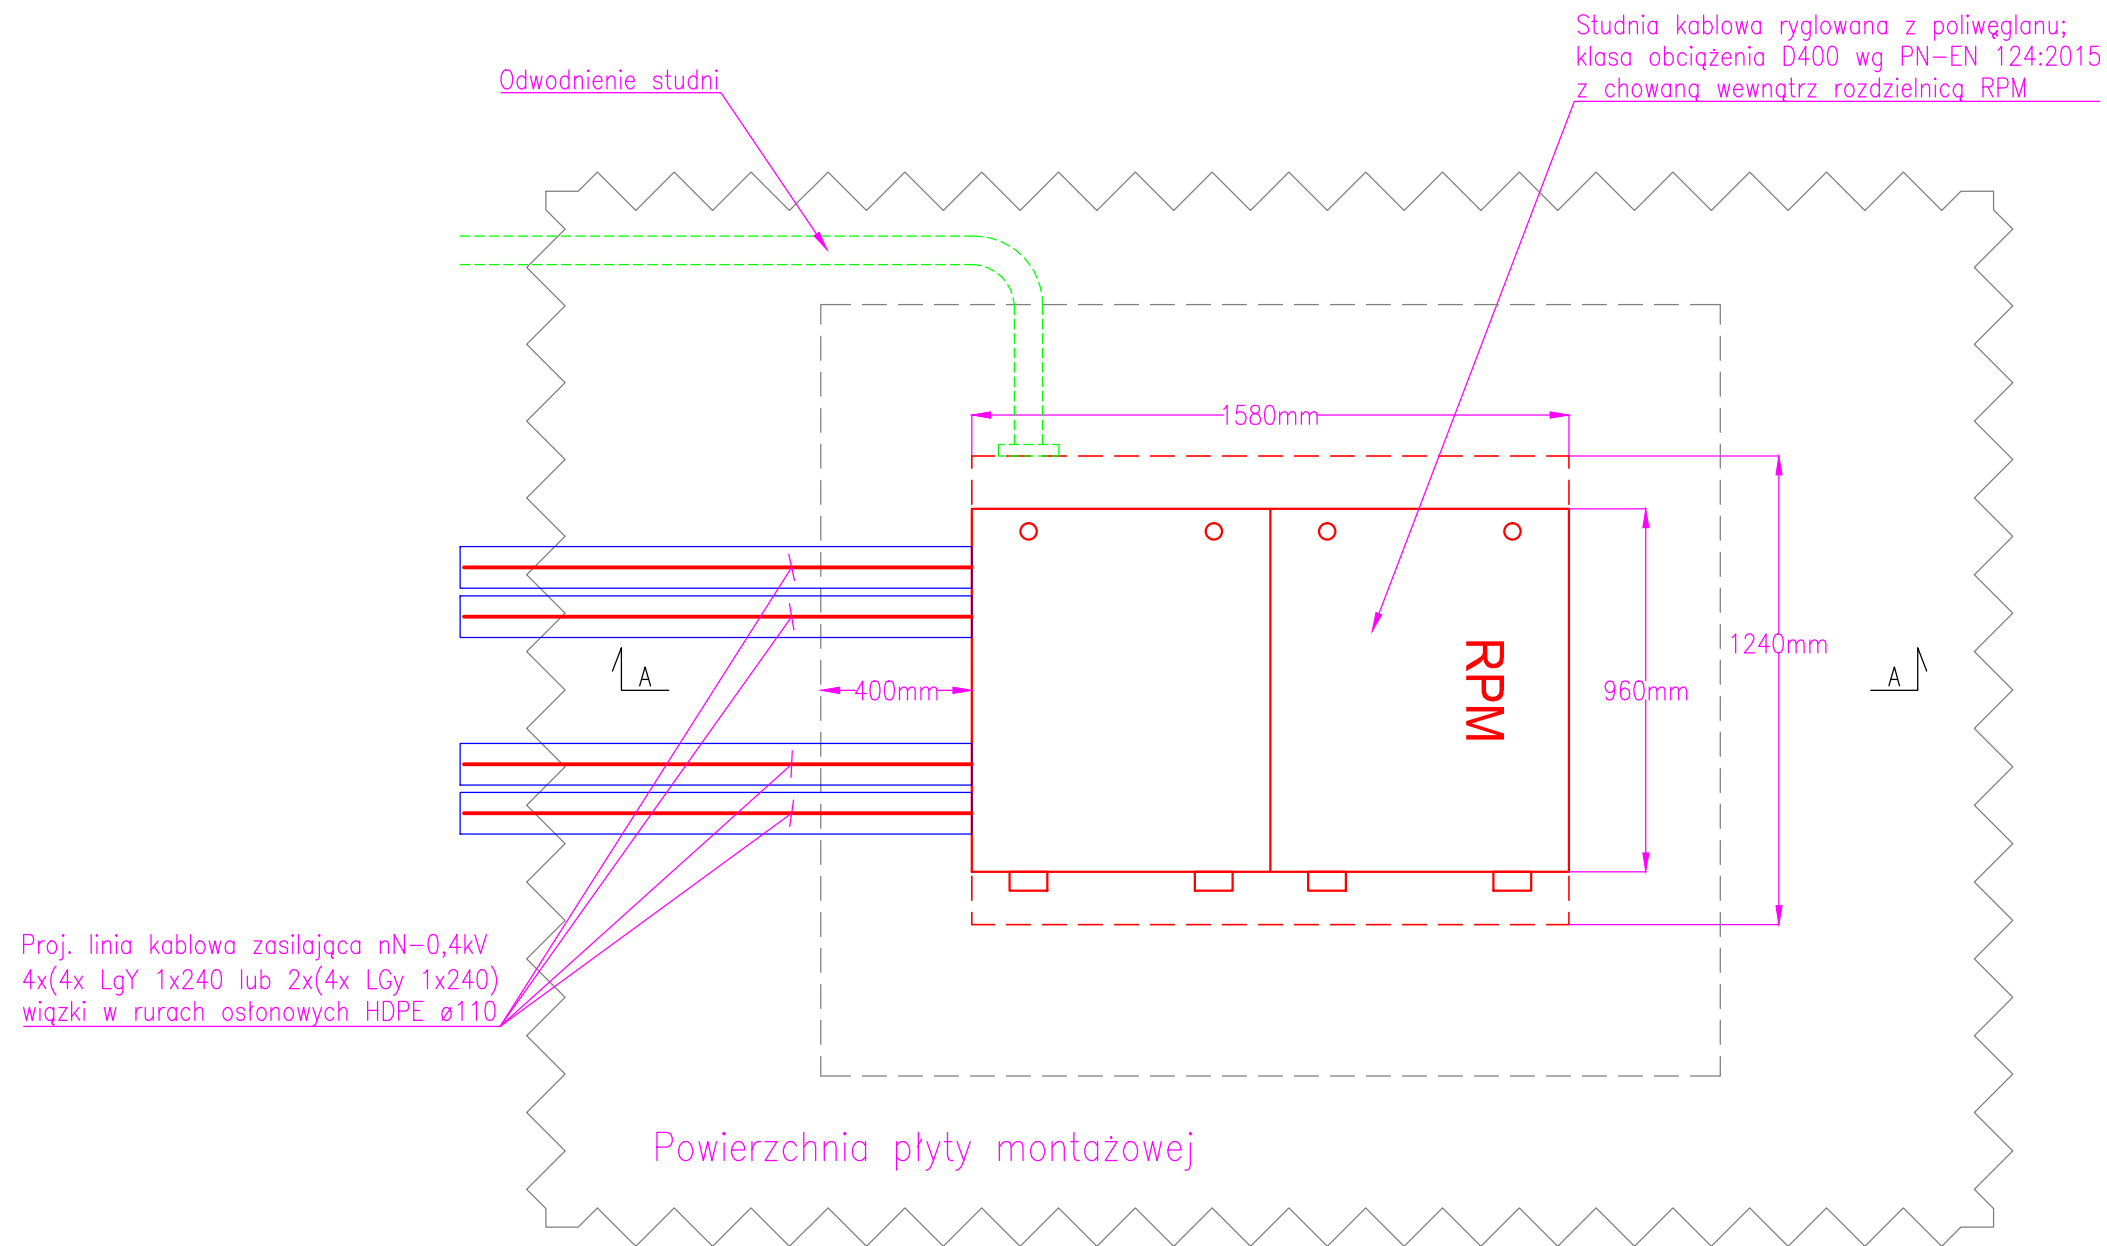 Studnia kablowa ryglowana z poliwęglanu;
klasa obciążenia D400 wg PN-EN 124:2015
z chowaną wewnątrz rozdzielnicą RPM
Odwodnienie studni
1580mm
1240mm
960mm
400mm
RPM
A
A
Proj. linia kablowa zasilająca nN-0,4kV
4x(4x LgY 1x240 lub 2x(4x LGy 1x240)
wiązki w rurach osłonowych HDPE ø110
Powierzchnia płyty montażowej